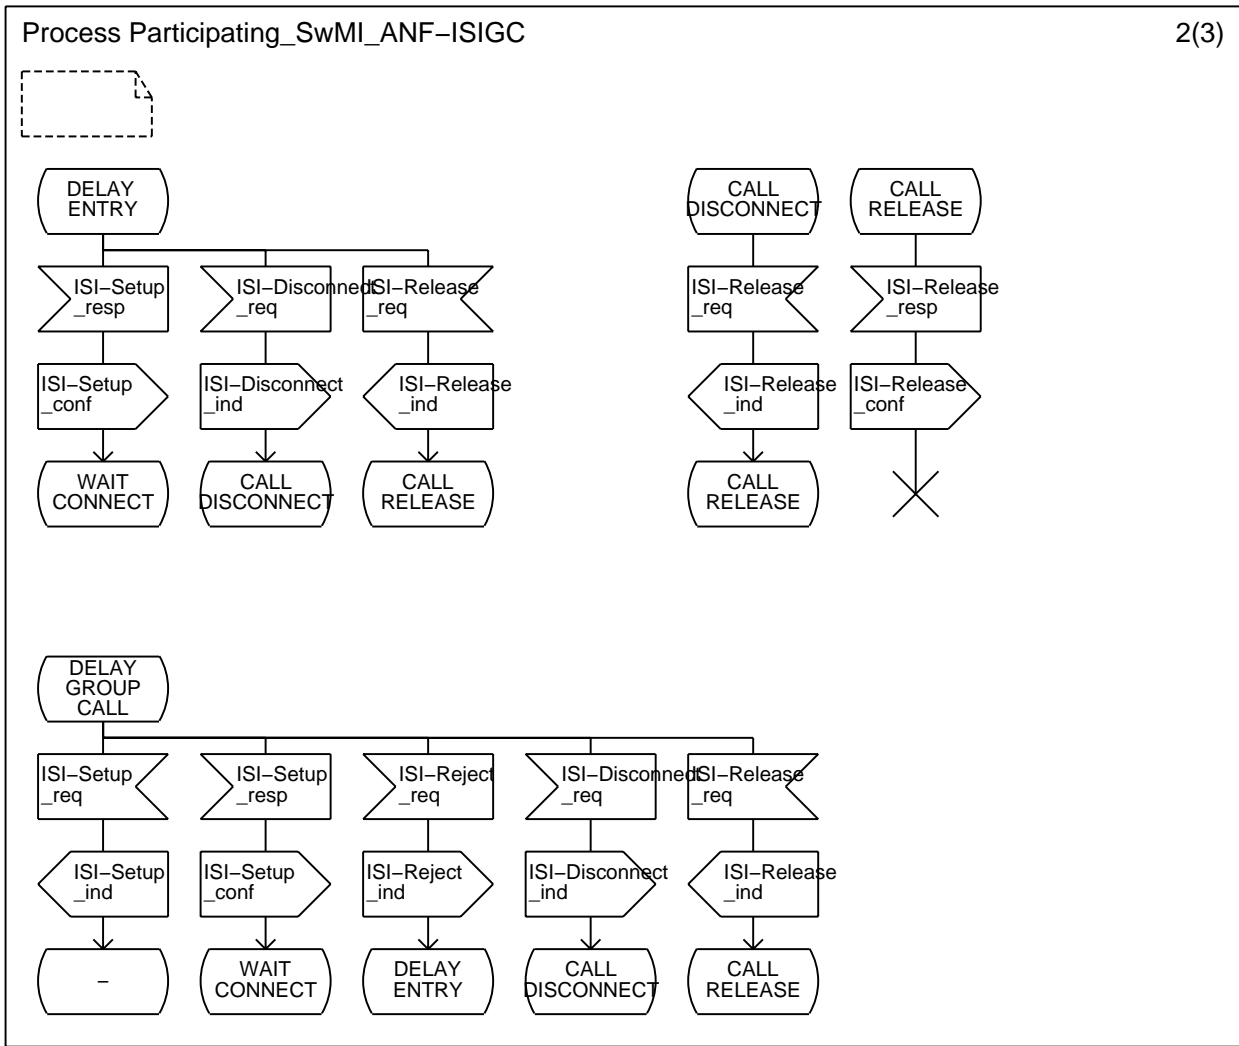 Process Participating_SwMI_ANF−ISIGC
2(3)
DELAY
ENTRY
CALL
DISCONNECT
CALL
RELEASE
ISI−Setup
_resp
ISI−Disconnect
_req
ISI−Release
_req
ISI−Release
_req
ISI−Release
_resp
ISI−Setup
_conf
ISI−Disconnect
_ind
ISI−Release
_ind
ISI−Release
_ind
ISI−Release
_conf
WAIT
CONNECT
CALL
DISCONNECT
CALL
RELEASE
CALL
RELEASE
DELAY
GROUP
CALL
ISI−Setup
_req
ISI−Setup
_resp
ISI−Reject
_req
ISI−Disconnect
_req
ISI−Release
_req
ISI−Setup
_ind
ISI−Setup
_conf
ISI−Reject
_ind
ISI−Disconnect
_ind
ISI−Release
_ind
−
WAIT
CONNECT
DELAY
ENTRY
CALL
DISCONNECT
CALL
RELEASE